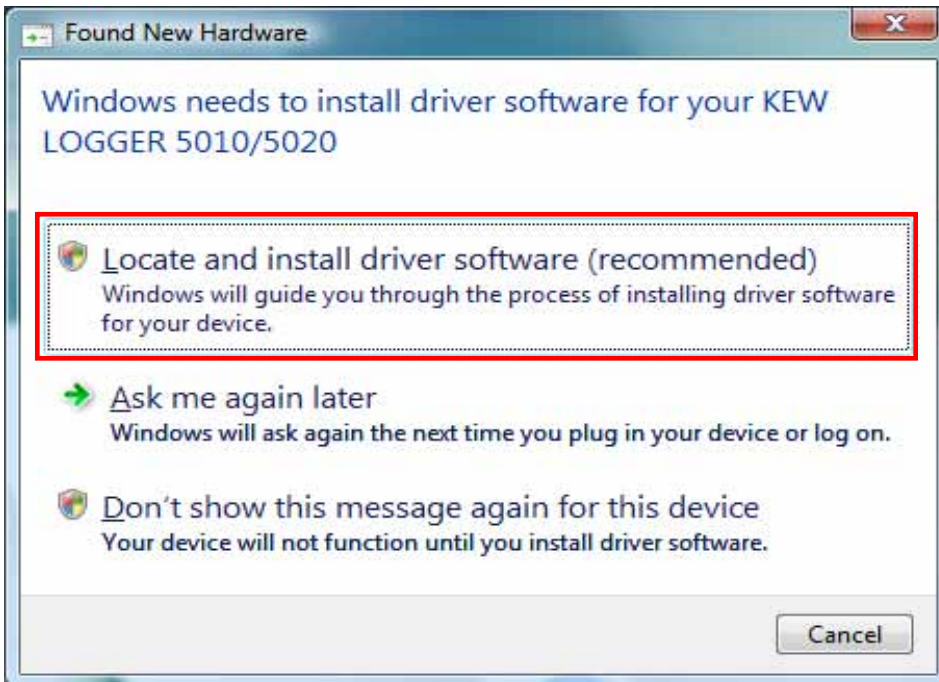 Found New Hardware
Windows needs to install driver software for your KEW
LOGGER 5010/5020
Locate and install driver software (recommended)
Windows will guide you through the process of installing driver software
for your device.
Ask me again later
Windows will ask again the next time you plug in your device or log on.
Don't show this message again for this device
Your device will not function until you install driver software.
Cancel